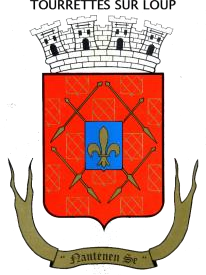 TOURRETTES SUR LOUP
" Nantenen Se "